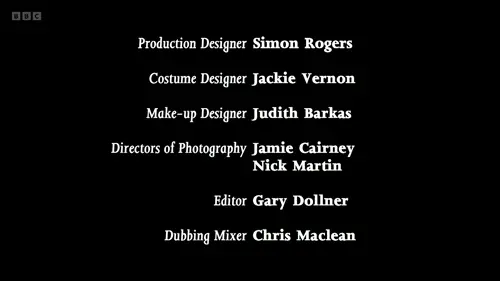 BBC
Production Designer Simon Rogers
Costume Designer Jackie Vernon
Make-up Designer Judith Barkas
Directors of Photography Jamie Cairney
Nick Martin
Editor Gary Dollner
Dubbing Mixer Chris Maclean